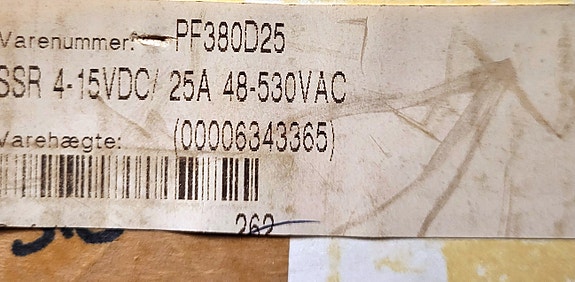 Varenummer: PF380D25
SSR 4-15VDC/ 25A 48-530VAC
Varehægte: (00006343365)
262